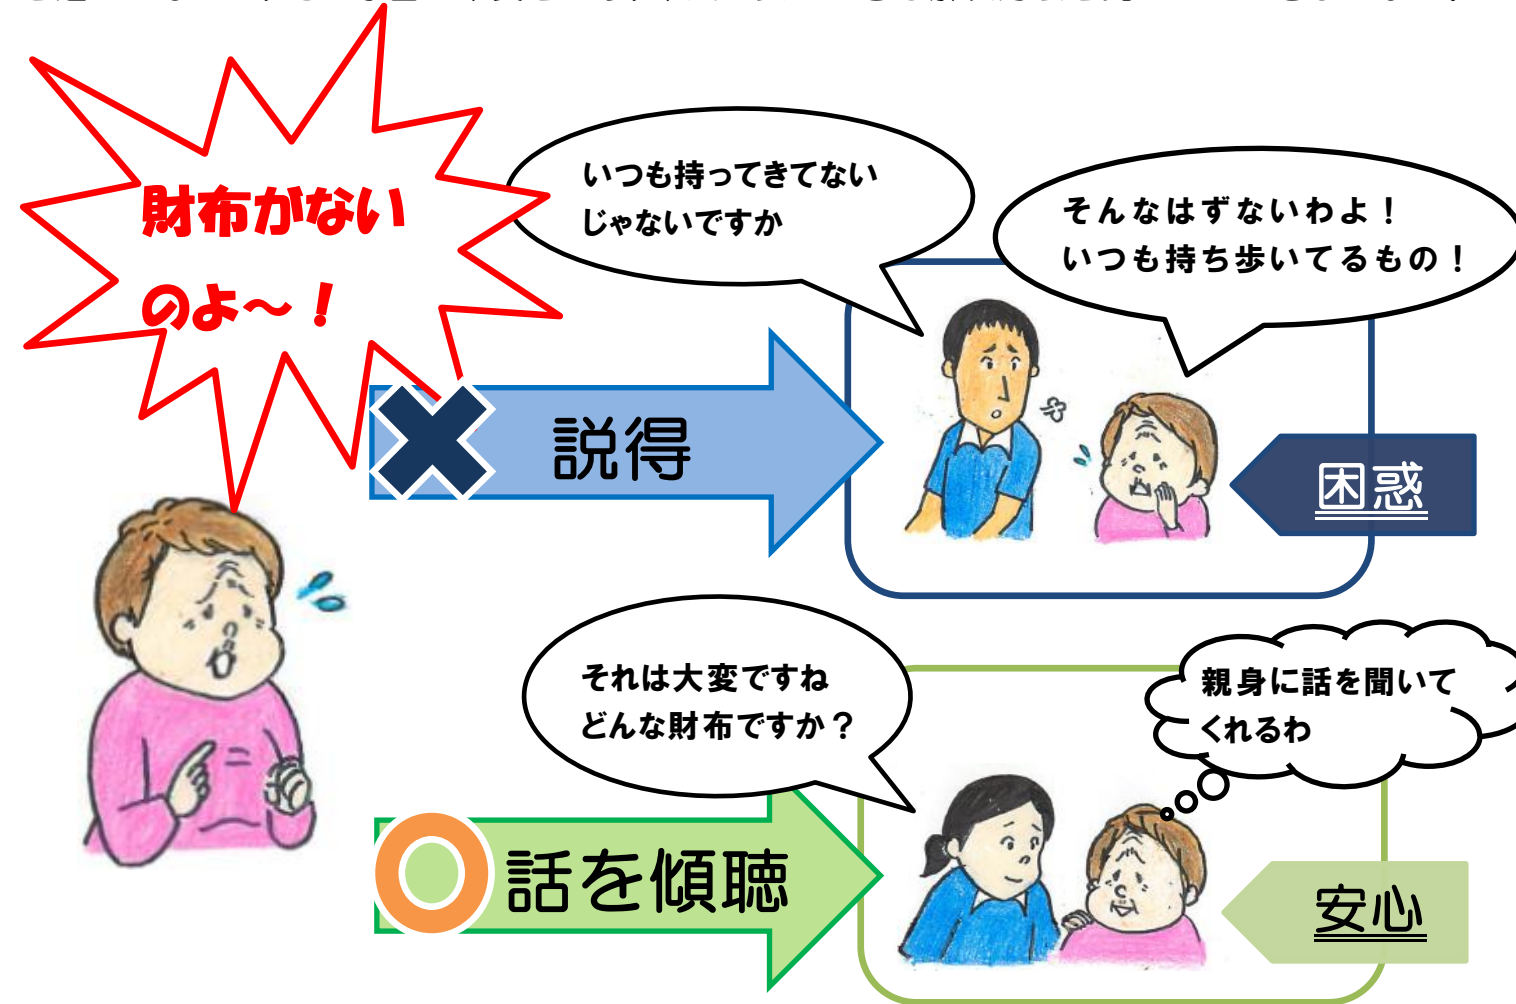 財布がない
のよ～！
いつも持ってきてない
じゃないですか
そんなはずないわよ！
いつも持ち歩いてるもの！
説得
困惑
それは大変ですね
どんな財布ですか？
親身に話を聞いて
くれるわ
話を傾聴
安心